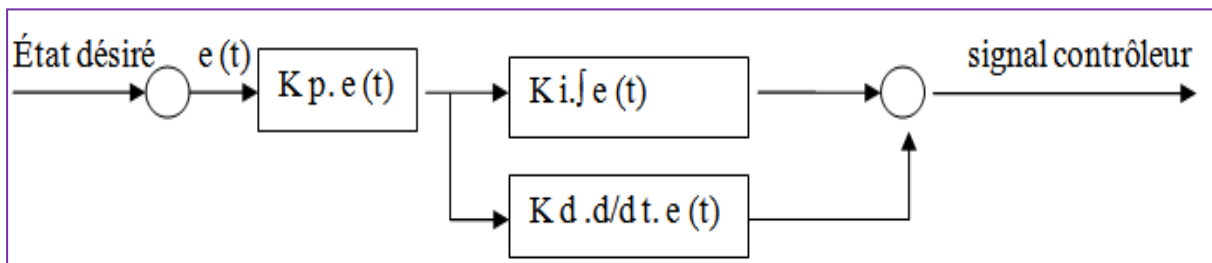 État désiré
e (t)
K p. e (t)
K i.∫ e (t)
K d .d/d t. e (t)
signal contrôleur